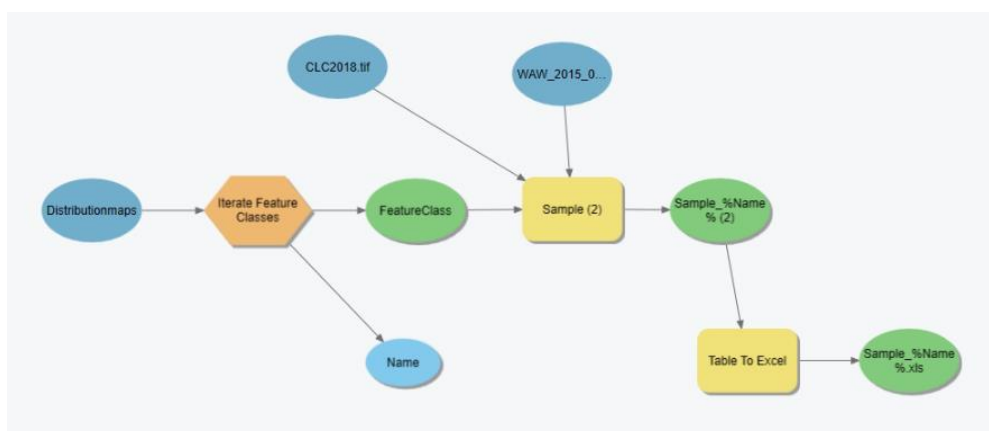 CLC2018.tif
WAW_2015_0...
Distributionmaps
Iterate Feature
Classes
FeatureClass
Sample (2)
Sample_%Name
% (2)
Name
Table To Excel
Sample_%Name
%.xls